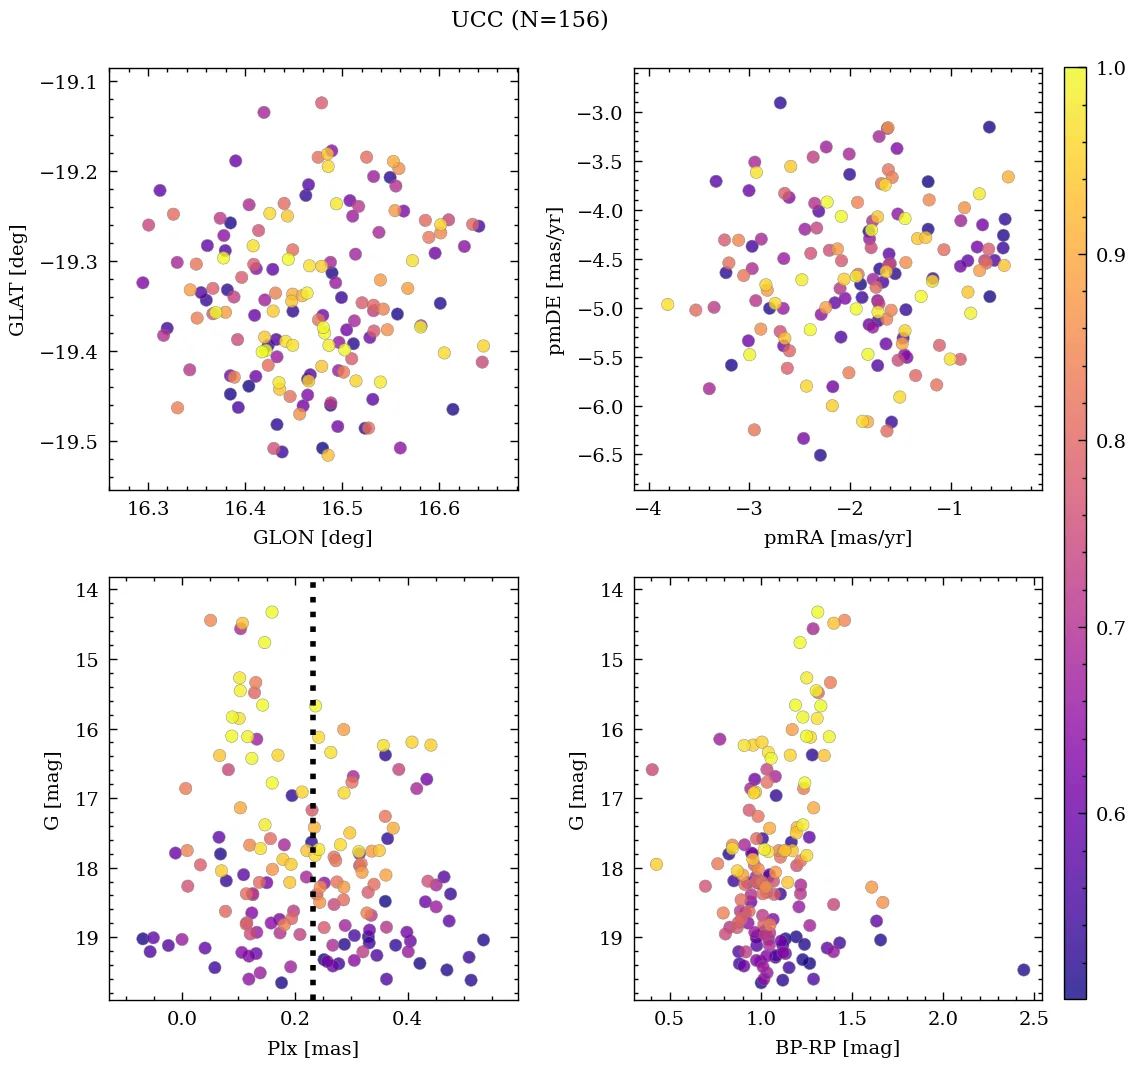 UCC (N=156)
−19.1
−19.2
−19.3
−19.4
−19.5
GLAT [deg]
16.3 16.4 16.5 16.6
GLON [deg]
−3.0
−3.5
−4.0
−4.5
−5.0
−5.5
−6.0
−6.5
pmDE [mas/yr]
−4 −3 −2 −1
pmRA [mas/yr]
14
15
16
17
18
19
G [mag]
0.0 0.2 0.4
Plx [mas]
14
15
16
17
18
19
G [mag]
0.5 1.0 1.5 2.0 2.5
BP-RP [mag]
1.0
0.9
0.8
0.7
0.6